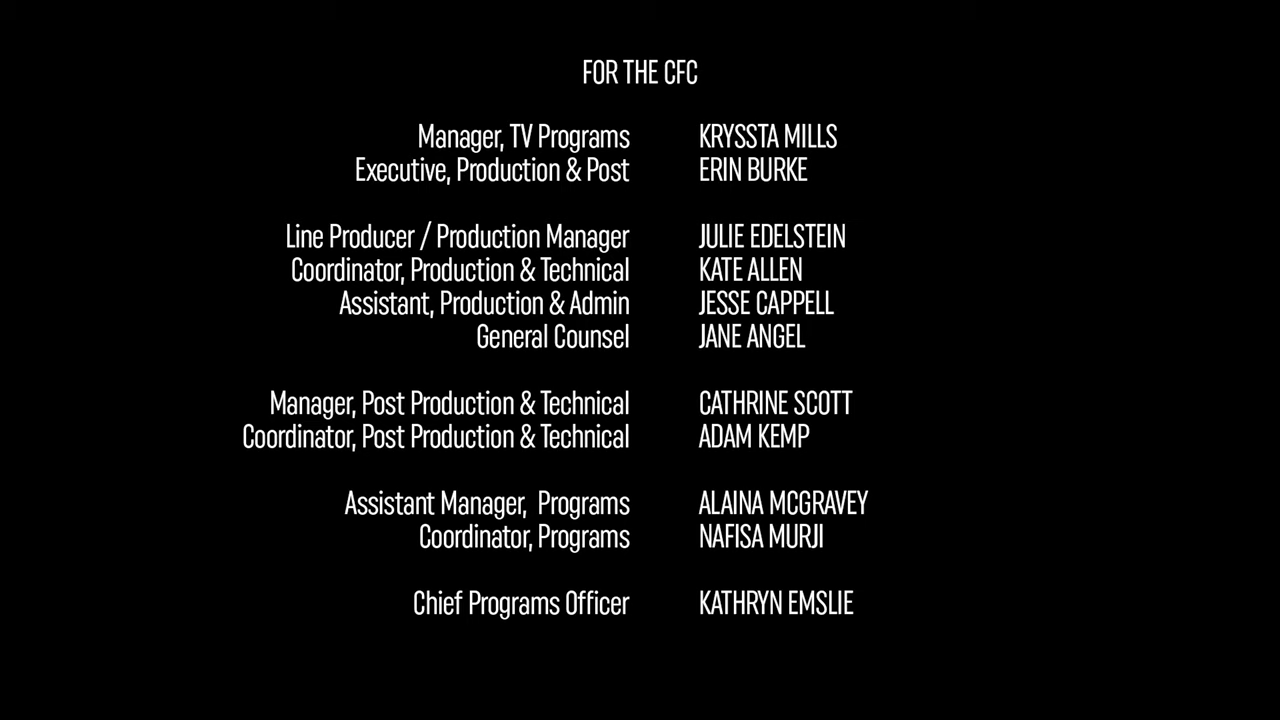 FOR THE CFC
Manager, TV Programs KRYSSTA MILLS
Executive, Production & Post ERIN BURKE
Line Producer / Production Manager JULIE EDELSTEIN
Coordinator, Production & Technical KATE ALLEN
Assistant, Production & Admin JESSE CAPPELL
General Counsel JANE ANGEL
Manager, Post Production & Technical CATHRINE SCOTT
Coordinator, Post Production & Technical ADAM KEMP
Assistant Manager,  Programs ALAINA MCGRAVEY
Coordinator, Programs NAFISA MURJI
Chief Programs Officer KATHRYN EMSLIE